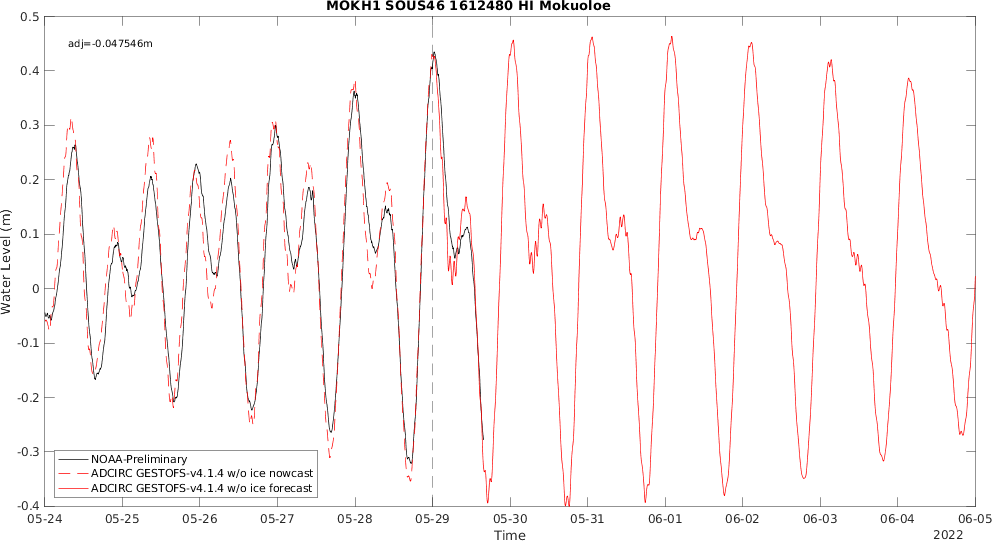 MOKH1 SOUS46 1612480 HI Mokuoloe
adj=-0.047546m
0.5
0.4
0.3
0.2
0.1
0
-0.1
-0.2
-0.3
-0.4
Water Level (m)
NOAA-Preliminary
ADCIRC GESTOFS-v4.1.4 w/o ice nowcast
ADCIRC GESTOFS-v4.1.4 w/o ice forecast
05-24 05-25 05-26 05-27 05-28 05-29 05-30 05-31 06-01 06-02 06-03 06-04 06-05
Time
2022